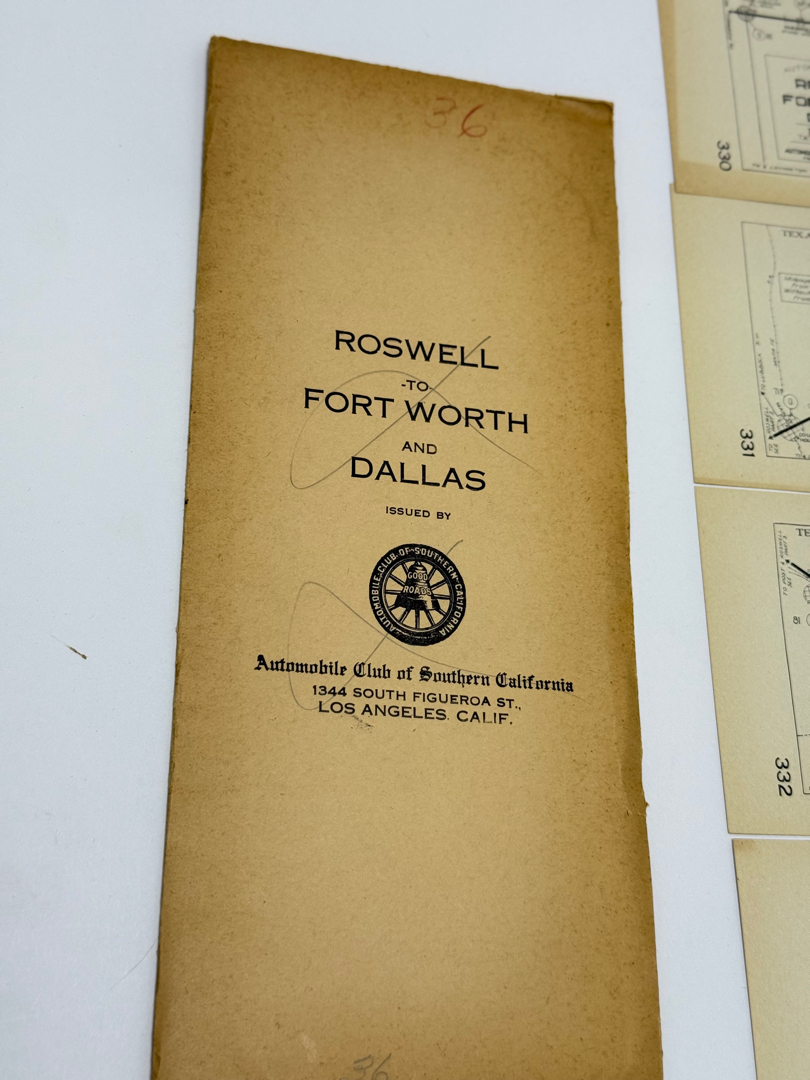 36
ROSWELL
-TO-
FORT WORTH
AND
DALLAS
ISSUED BY
AUTOMOBILE CLUB OF SOUTHERN CALIFORNIA
GOOD
ROADS
Automobile Club of Southern California
1344 SOUTH FIGUEROA ST.,
LOS ANGELES, CALIF.
36
330
331
332